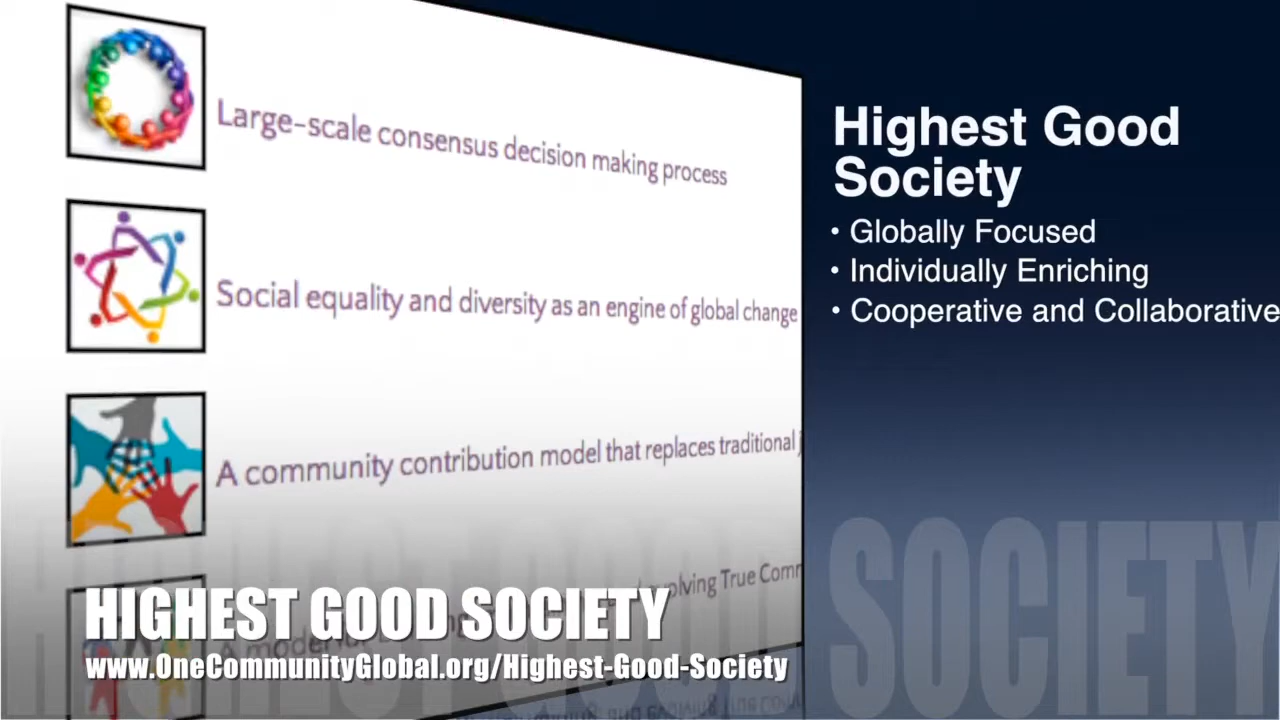 Large-scale consensus decision making process
Social equality and diversity as an engine of global change
A community contribution model that replaces traditional
Highest Good
Society
• Globally Focused
• Individually Enriching
• Cooperative and Collaborative
HIGHEST GOOD SOCIETY
www.OneCommunityGlobal.org/Highest-Good-Society
SOCIETY